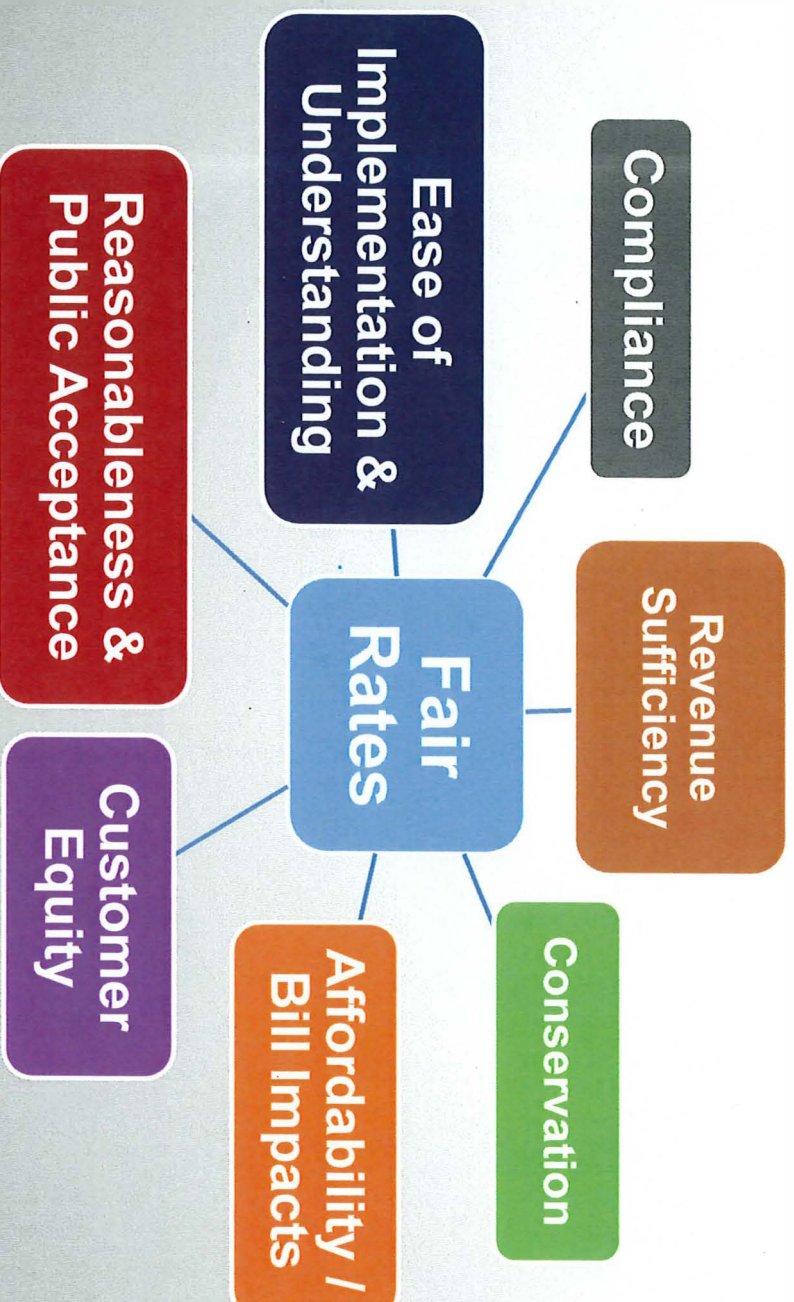 Compliance
Revenue
Sufficiency
Conservation
Ease of
Implementation &
Understanding
Fair
Rates
Affordability /
Bill Impacts
Reasonableness &
Public Acceptance
Customer
Equity